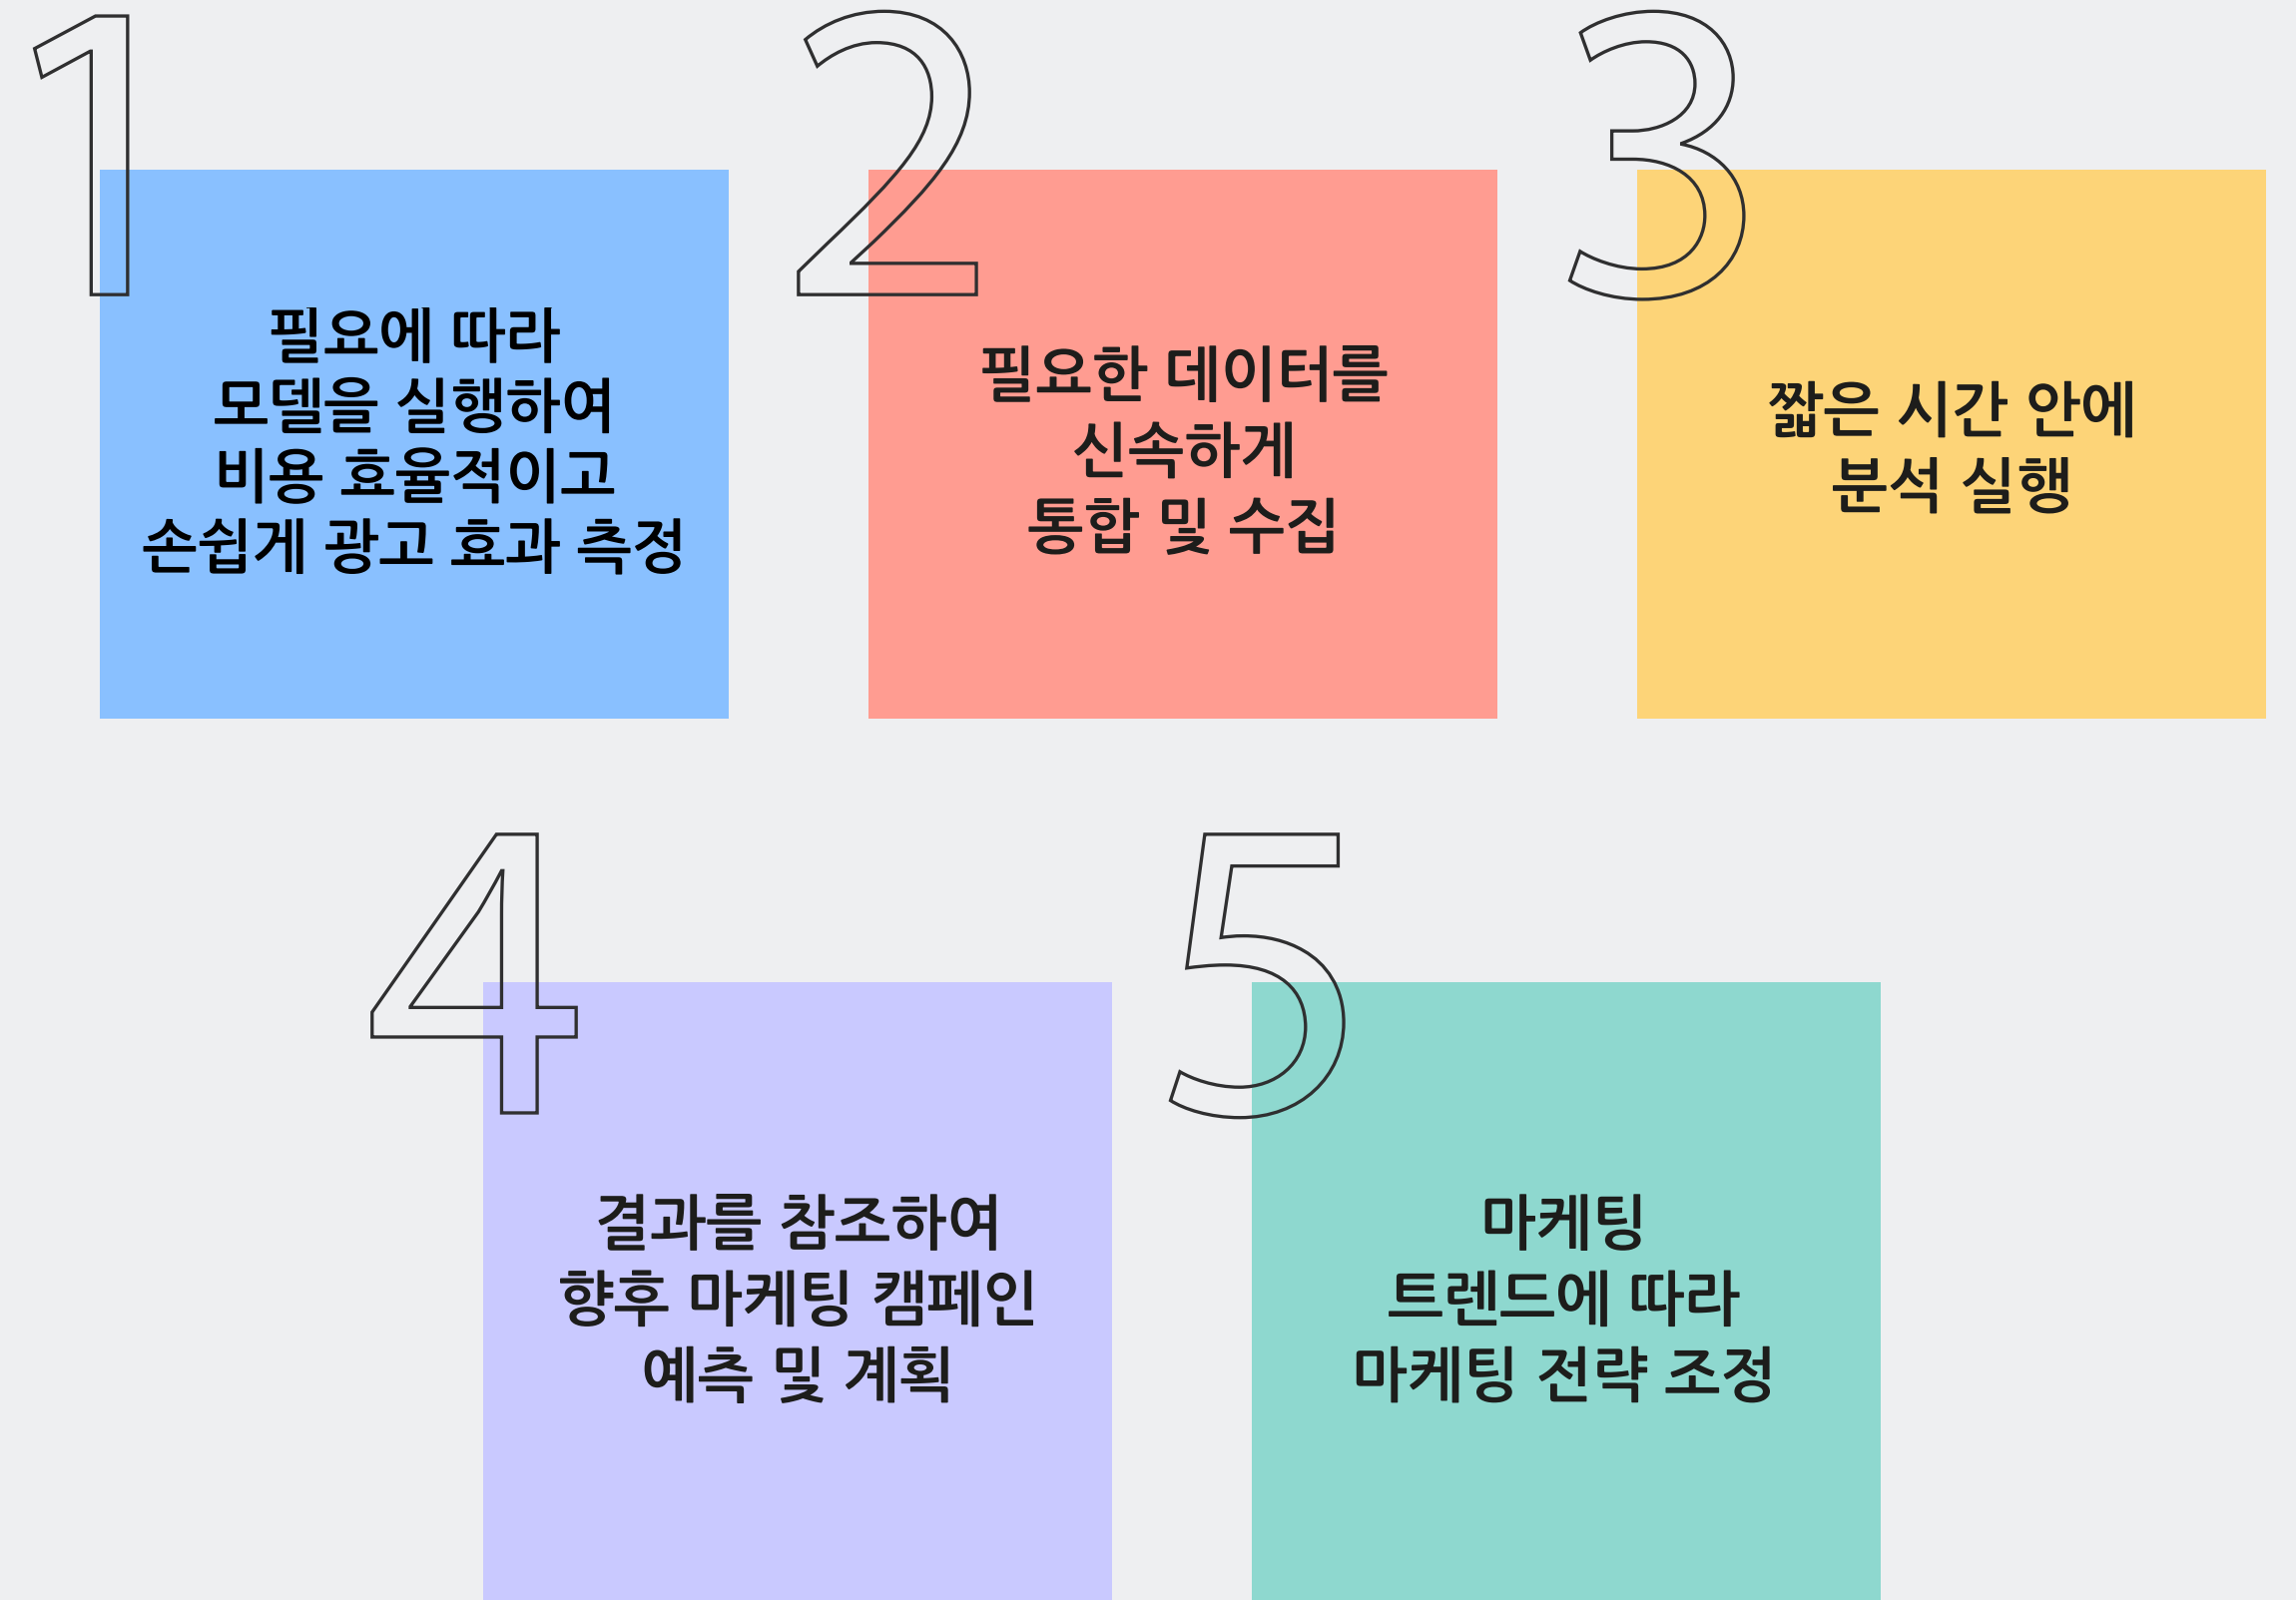 1
필요에 따라
모델을 실행하여
비용 효율적이고
손쉽게 광고 효과 측정
2
필요한 데이터를
신속하게
통합 및 수집
3
짧은 시간 안에
분석 실행
4
결과를 참조하여
향후 마케팅 캠페인
예측 및 계획
5
마케팅
트렌드에 따라
마케팅 전략 조정